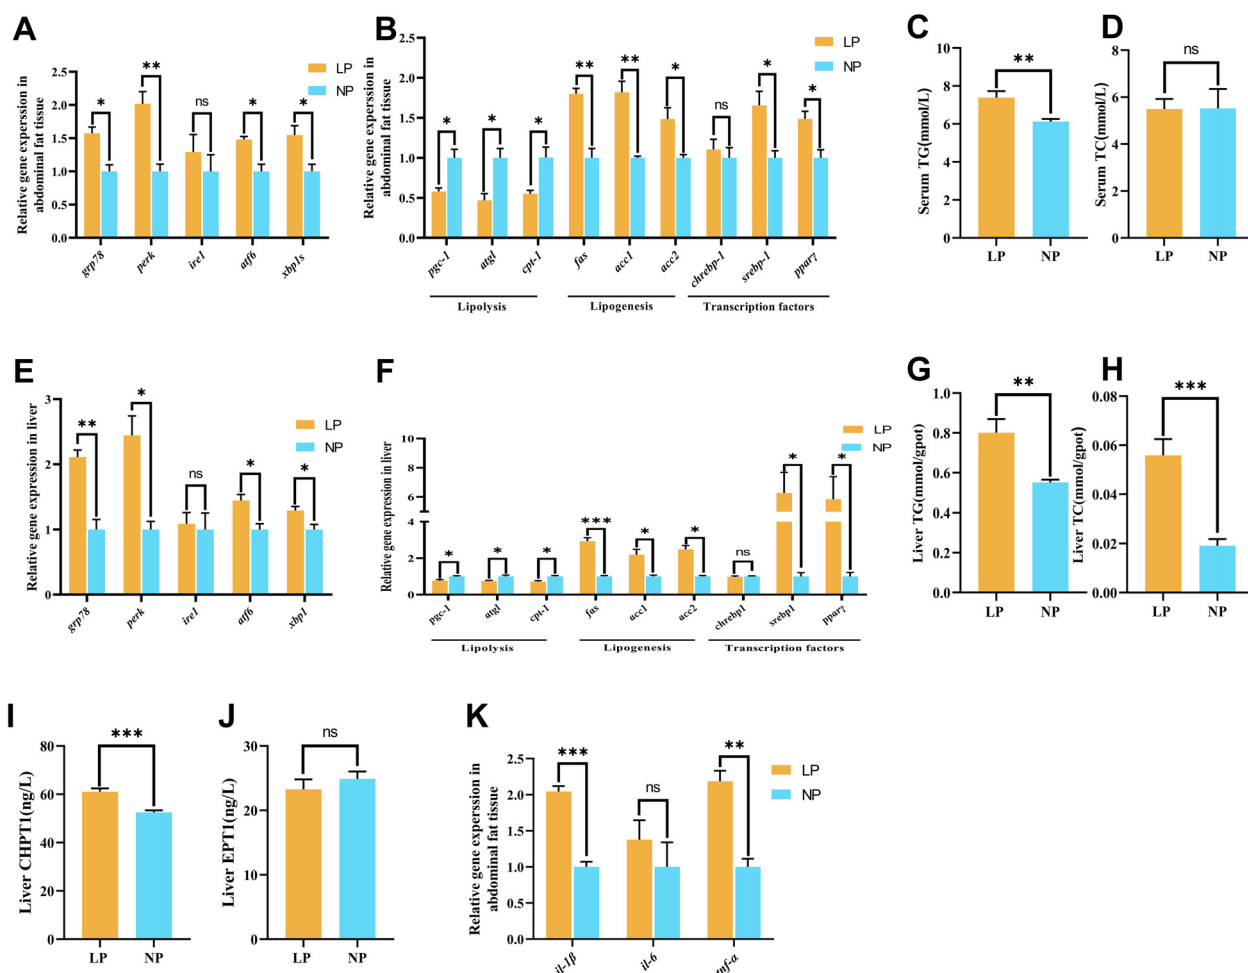 A
Relative gene experssion in
abdominal fat tissue
2.5
2.0
1.5
1.0
0.5
0.0
*
**
ns
*
*
LP
NP
grp78
perk
ire1
atf6
xbp1s
B
Relative gene experssion in
abdominal fat tissue
2.5
2.0
1.5
1.0
0.5
0.0
*
*
*
**
**
*
ns
*
*
LP
NP
pgc-1
atgl
cpt-1
fas
acc1
acc2
chrebp-1
srebp-1
pparγ
Lipolysis
Lipogenesis
Transcription factors
C
Serum TG(mmol/L)
10
8
6
4
2
0
**
LP
NP
D
Serum TC(mmol/L)
8
6
4
2
0
ns
LP
NP
E
Relative gene expression in liver
3
2
1
0
**
*
ns
*
*
LP
NP
grp78
perk
ire1
atf6
xbp1
F
Relative gene expression in liver
10
8
6
4
2
0
*
*
*
***
*
*
ns
*
*
LP
NP
pgc-1
atgl
cpt-1
fas
acc1
acc2
chrebp1
srebp1
pparγ
Lipolysis
Lipogenesis
Transcription factors
G
Liver TG(mmol/gpot)
1.0
0.8
0.6
0.4
0.2
0.0
**
LP
NP
H
Liver TC(mmol/gpot)
0.08
0.06
0.04
0.02
0.00
***
LP
NP
I
Liver CHPT1(ng/L)
80
60
40
20
0
***
LP
NP
J
Liver EPT1(ng/L)
30
20
10
0
ns
LP
NP
K
Relative gene experssion in
abdominal fat tissue
2.5
2.0
1.5
1.0
0.5
0.0
***
ns
**
LP
NP
il-1β
il-6
tnf-α